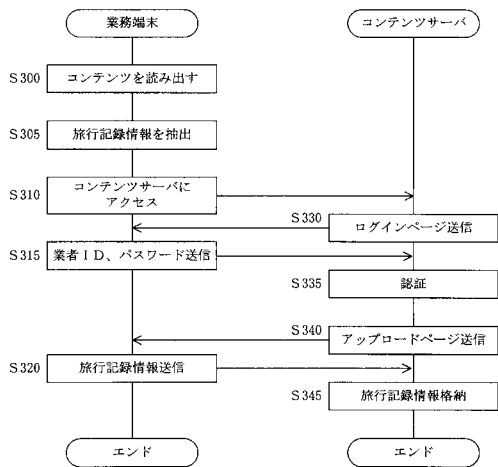 業務端末
コンテンツサーバ
S300
コンテンツを読み出す
S305
旅行記録情報を抽出
S310
コンテンツサーバに
アクセス
S330
ログインページ送信
S315
業者ID、パスワード送信
S335
認証
S340
アップロードページ送信
S320
旅行記録情報送信
S345
旅行記録情報格納
エンド
エンド